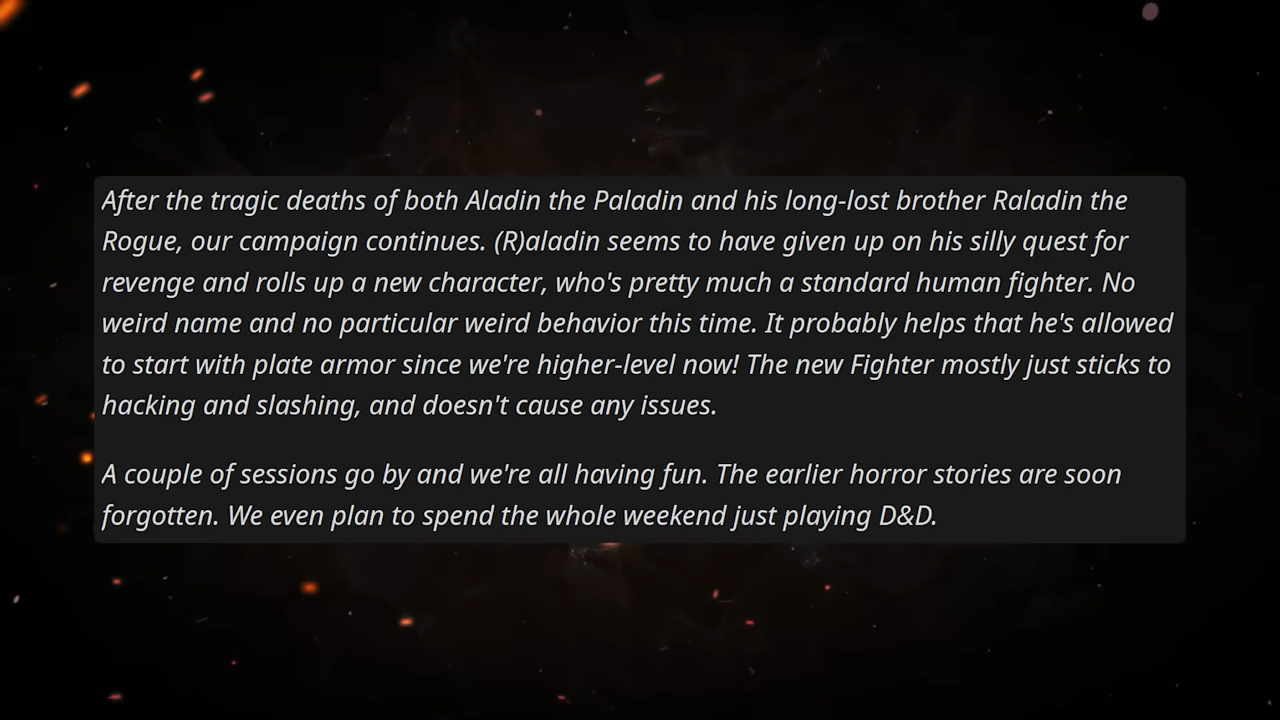 After the tragic deaths of both Aladin the Paladin and his long-lost brother Raladin the
Rogue, our campaign continues. (R)aladin seems to have given up on his silly quest for
revenge and rolls up a new character, who's pretty much a standard human fighter. No
weird name and no particular weird behavior this time. It probably helps that he's allowed
to start with plate armor since we're higher-level now! The new Fighter mostly just sticks to
hacking and slashing, and doesn't cause any issues.
A couple of sessions go by and we're all having fun. The earlier horror stories are soon
forgotten. We even plan to spend the whole weekend just playing D&D.